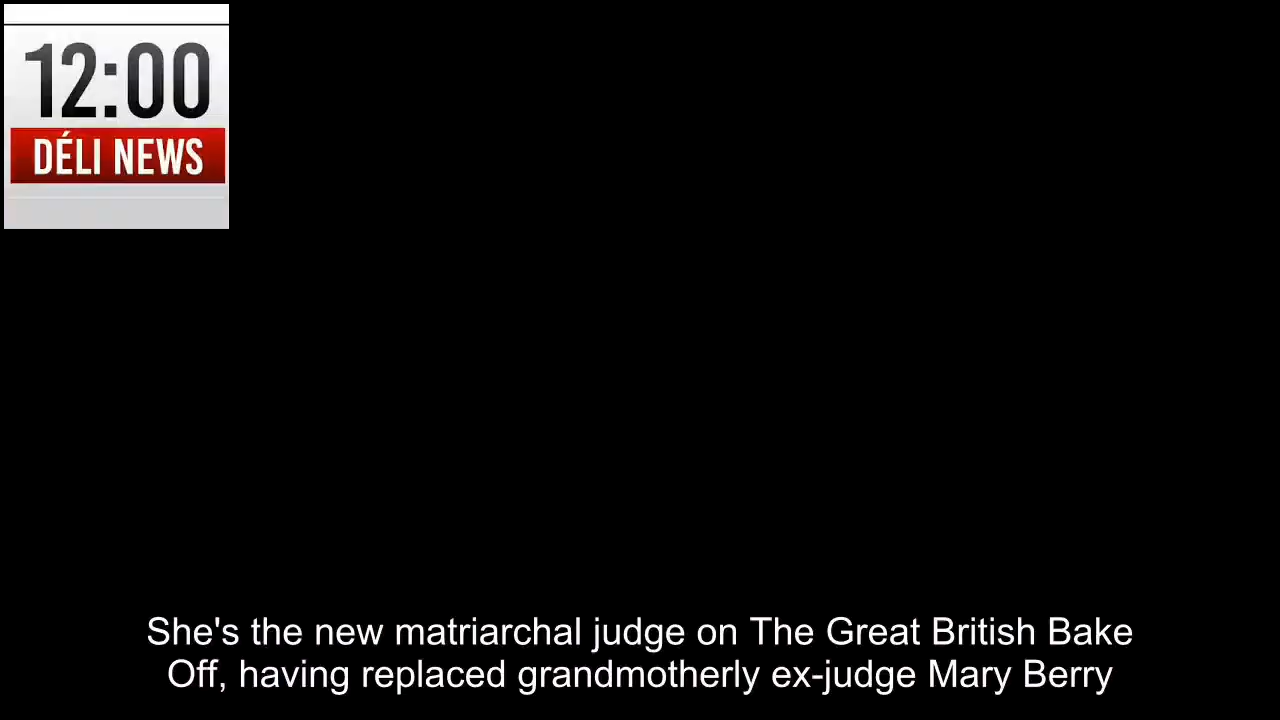 12:00
DÉLI NEWS
She's the new matriarchal judge on The Great British Bake
Off, having replaced grandmotherly ex-judge Mary Berry